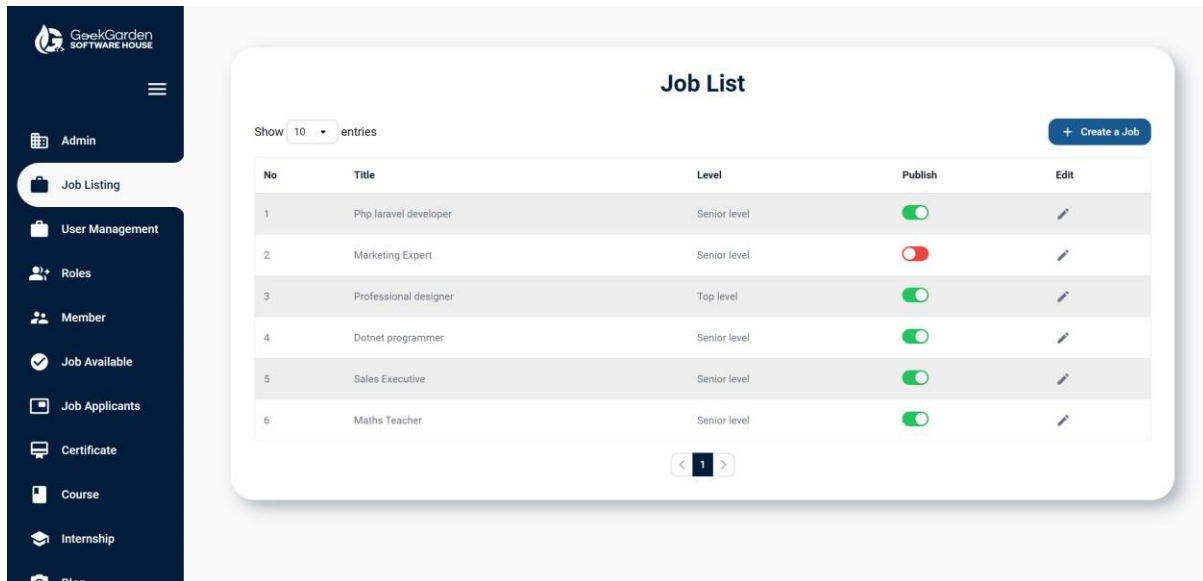 GeekGarden
SOFTWARE HOUSE
Admin
Job Listing
User Management
Roles
Member
Job Available
Job Applicants
Certificate
Course
Internship
Job List
Show 10 entries
+ Create a Job
No Title Level Publish Edit
1 Php laravel developer Senior level
2 Marketing Expert Senior level
3 Professional designer Top level
4 Dotnet programmer Senior level
5 Sales Executive Senior level
6 Maths Teacher Senior level
< 1 >